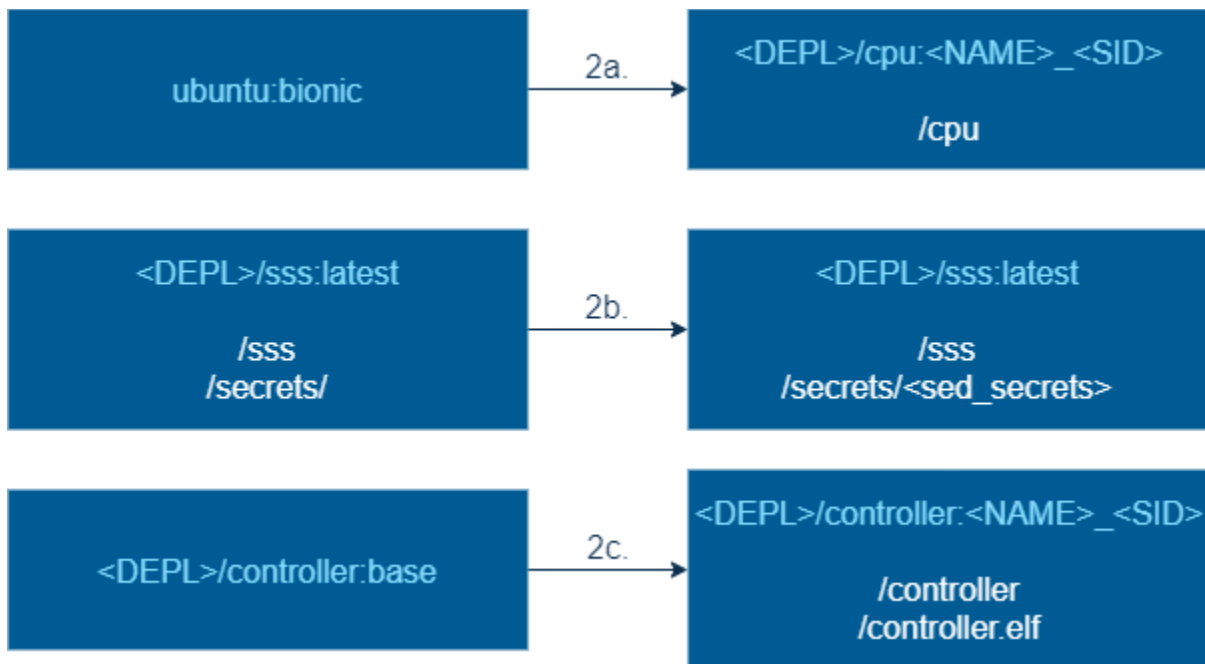 ubuntu:bionic
2a.
<DEPL>/cpu:<NAME>_<SID>
/cpu
<DEPL>/sss:latest
/sss
/secrets/
2b.
<DEPL>/sss:latest
/sss
/secrets/<sed_secrets>
<DEPL>/controller:base
2c.
<DEPL>/controller:<NAME>_<SID>
/controller
/controller.elf